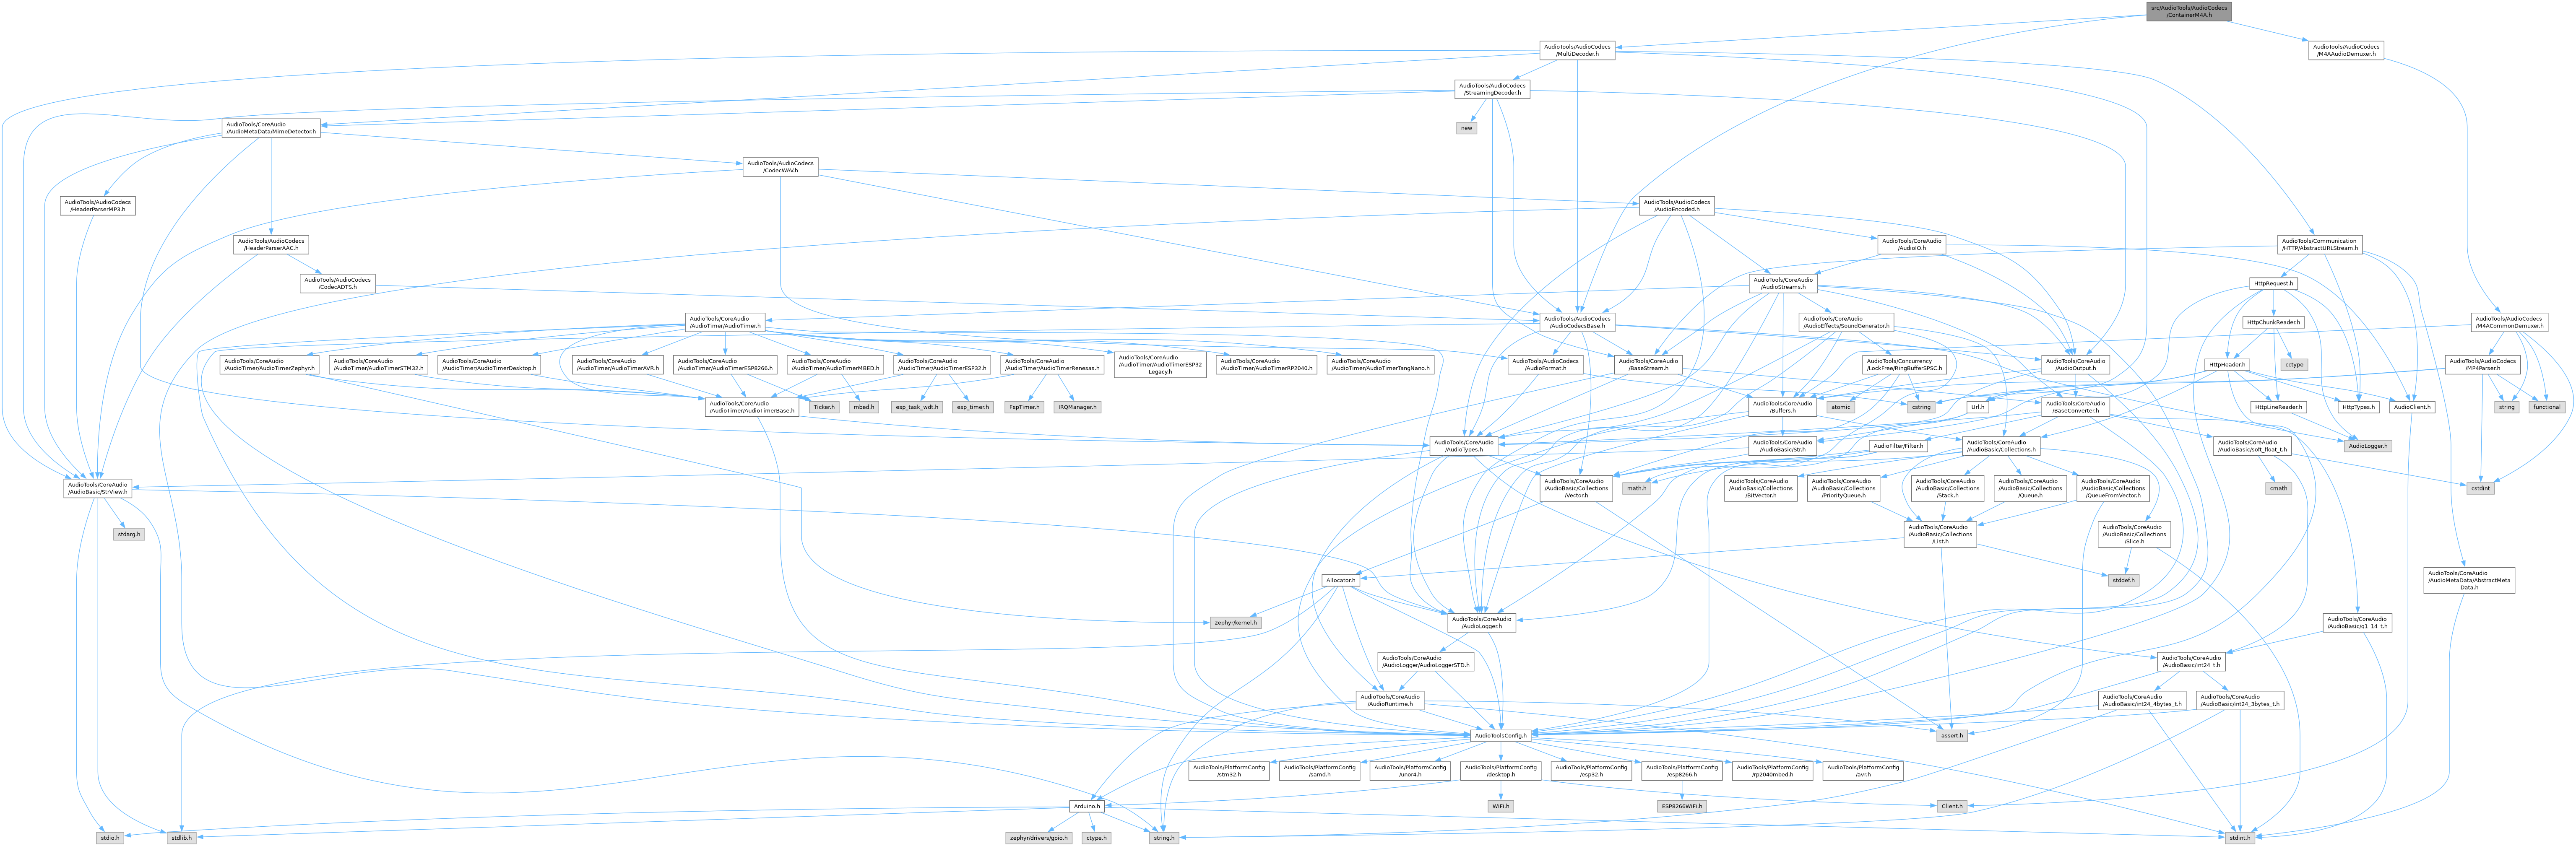 src/AudioTools/AudioCodecs
/ContainerM4A.h
AudioTools/AudioCodecs
/MultiDecoder.h
AudioTools/AudioCodecs
/M4AAudioDemuxer.h
AudioTools/AudioCodecs
/StreamingDecoder.h
new
AudioTools/CoreAudio
/AudioMetaData/MimeDetector.h
AudioTools/AudioCodecs
/CodecWAV.h
AudioTools/AudioCodecs
/HeaderParserMP3.h
AudioTools/AudioCodecs
/AudioEncoded.h
AudioTools/AudioCodecs
/HeaderParserAAC.h
AudioTools/CoreAudio
/AudioIO.h
AudioTools/Communication
/HTTP/AbstractURLStream.h
AudioTools/AudioCodecs
/CodecADTS.h
AudioTools/CoreAudio
/AudioStreams.h
HttpRequest.h
AudioTools/CoreAudio
/AudioTimer/AudioTimer.h
AudioTools/AudioCodecs
/AudioCodecsBase.h
AudioTools/CoreAudio
/AudioEffects/SoundGenerator.h
HttpChunkReader.h
AudioTools/AudioCodecs
/M4ACommonDemuxer.h
AudioTools/CoreAudio
/AudioTimer/AudioTimerZephyr.h
AudioTools/CoreAudio
/AudioTimer/AudioTimerSTM32.h
AudioTools/CoreAudio
/AudioTimer/AudioTimerDesktop.h
AudioTools/CoreAudio
/AudioTimer/AudioTimerAVR.h
AudioTools/CoreAudio
/AudioTimer/AudioTimerESP8266.h
AudioTools/CoreAudio
/AudioTimer/AudioTimerMBED.h
AudioTools/CoreAudio
/AudioTimer/AudioTimerESP32.h
AudioTools/CoreAudio
/AudioTimer/AudioTimerRenesas.h
AudioTools/CoreAudio
/AudioTimer/AudioTimerESP32
Legacy.h
AudioTools/CoreAudio
/AudioTimer/AudioTimerRP2040.h
AudioTools/CoreAudio
/AudioTimer/AudioTimerTangNano.h
AudioTools/AudioCodecs
/AudioFormat.h
AudioTools/CoreAudio
/BaseStream.h
AudioTools/Concurrency
/LockFree/RingBufferSPSC.h
AudioTools/CoreAudio
/AudioOutput.h
HttpHeader.h
cctype
AudioTools/AudioCodecs
/MP4Parser.h
AudioTools/CoreAudio
/AudioTimer/AudioTimerBase.h
Ticker.h
mbed.h
esp_task_wdt.h
esp_timer.h
FspTimer.h
IRQManager.h
AudioTools/CoreAudio
/Buffers.h
atomic
cstring
Url.h
AudioTools/CoreAudio
/BaseConverter.h
HttpLineReader.h
HttpTypes.h
AudioClient.h
string
functional
AudioTools/CoreAudio
/AudioTypes.h
AudioTools/CoreAudio
/AudioBasic/Str.h
AudioFilter/Filter.h
AudioTools/CoreAudio
/AudioBasic/Collections.h
AudioTools/CoreAudio
/AudioBasic/soft_float_t.h
AudioLogger.h
AudioTools/CoreAudio
/AudioBasic/StrView.h
AudioTools/CoreAudio
/AudioBasic/Collections
/Vector.h
math.h
AudioTools/CoreAudio
/AudioBasic/Collections
/BitVector.h
AudioTools/CoreAudio
/AudioBasic/Collections
/PriorityQueue.h
AudioTools/CoreAudio
/AudioBasic/Collections
/Stack.h
AudioTools/CoreAudio
/AudioBasic/Collections
/Queue.h
AudioTools/CoreAudio
/AudioBasic/Collections
/QueueFromVector.h
cmath
cstdint
stdarg.h
AudioTools/CoreAudio
/AudioBasic/Collections
/List.h
AudioTools/CoreAudio
/AudioBasic/Collections
/Slice.h
Allocator.h
stddef.h
AudioTools/CoreAudio
/AudioMetaData/AbstractMeta
Data.h
zephyr/kernel.h
AudioTools/CoreAudio
/AudioLogger.h
AudioTools/CoreAudio
/AudioBasic/q1_14_t.h
AudioTools/CoreAudio
/AudioLogger/AudioLoggerSTD.h
AudioTools/CoreAudio
/AudioBasic/int24_t.h
AudioTools/CoreAudio
/AudioRuntime.h
AudioTools/CoreAudio
/AudioBasic/int24_4bytes_t.h
AudioTools/CoreAudio
/AudioBasic/int24_3bytes_t.h
AudioToolsConfig.h
assert.h
AudioTools/PlatformConfig
/stm32.h
AudioTools/PlatformConfig
/samd.h
AudioTools/PlatformConfig
/unor4.h
AudioTools/PlatformConfig
/desktop.h
AudioTools/PlatformConfig
/esp32.h
AudioTools/PlatformConfig
/esp8266.h
AudioTools/PlatformConfig
/rp2040mbed.h
AudioTools/PlatformConfig
/avr.h
Arduino.h
WiFi.h
ESP8266WiFi.h
Client.h
stdio.h
stdlib.h
zephyr/drivers/gpio.h
ctype.h
string.h
stdint.h